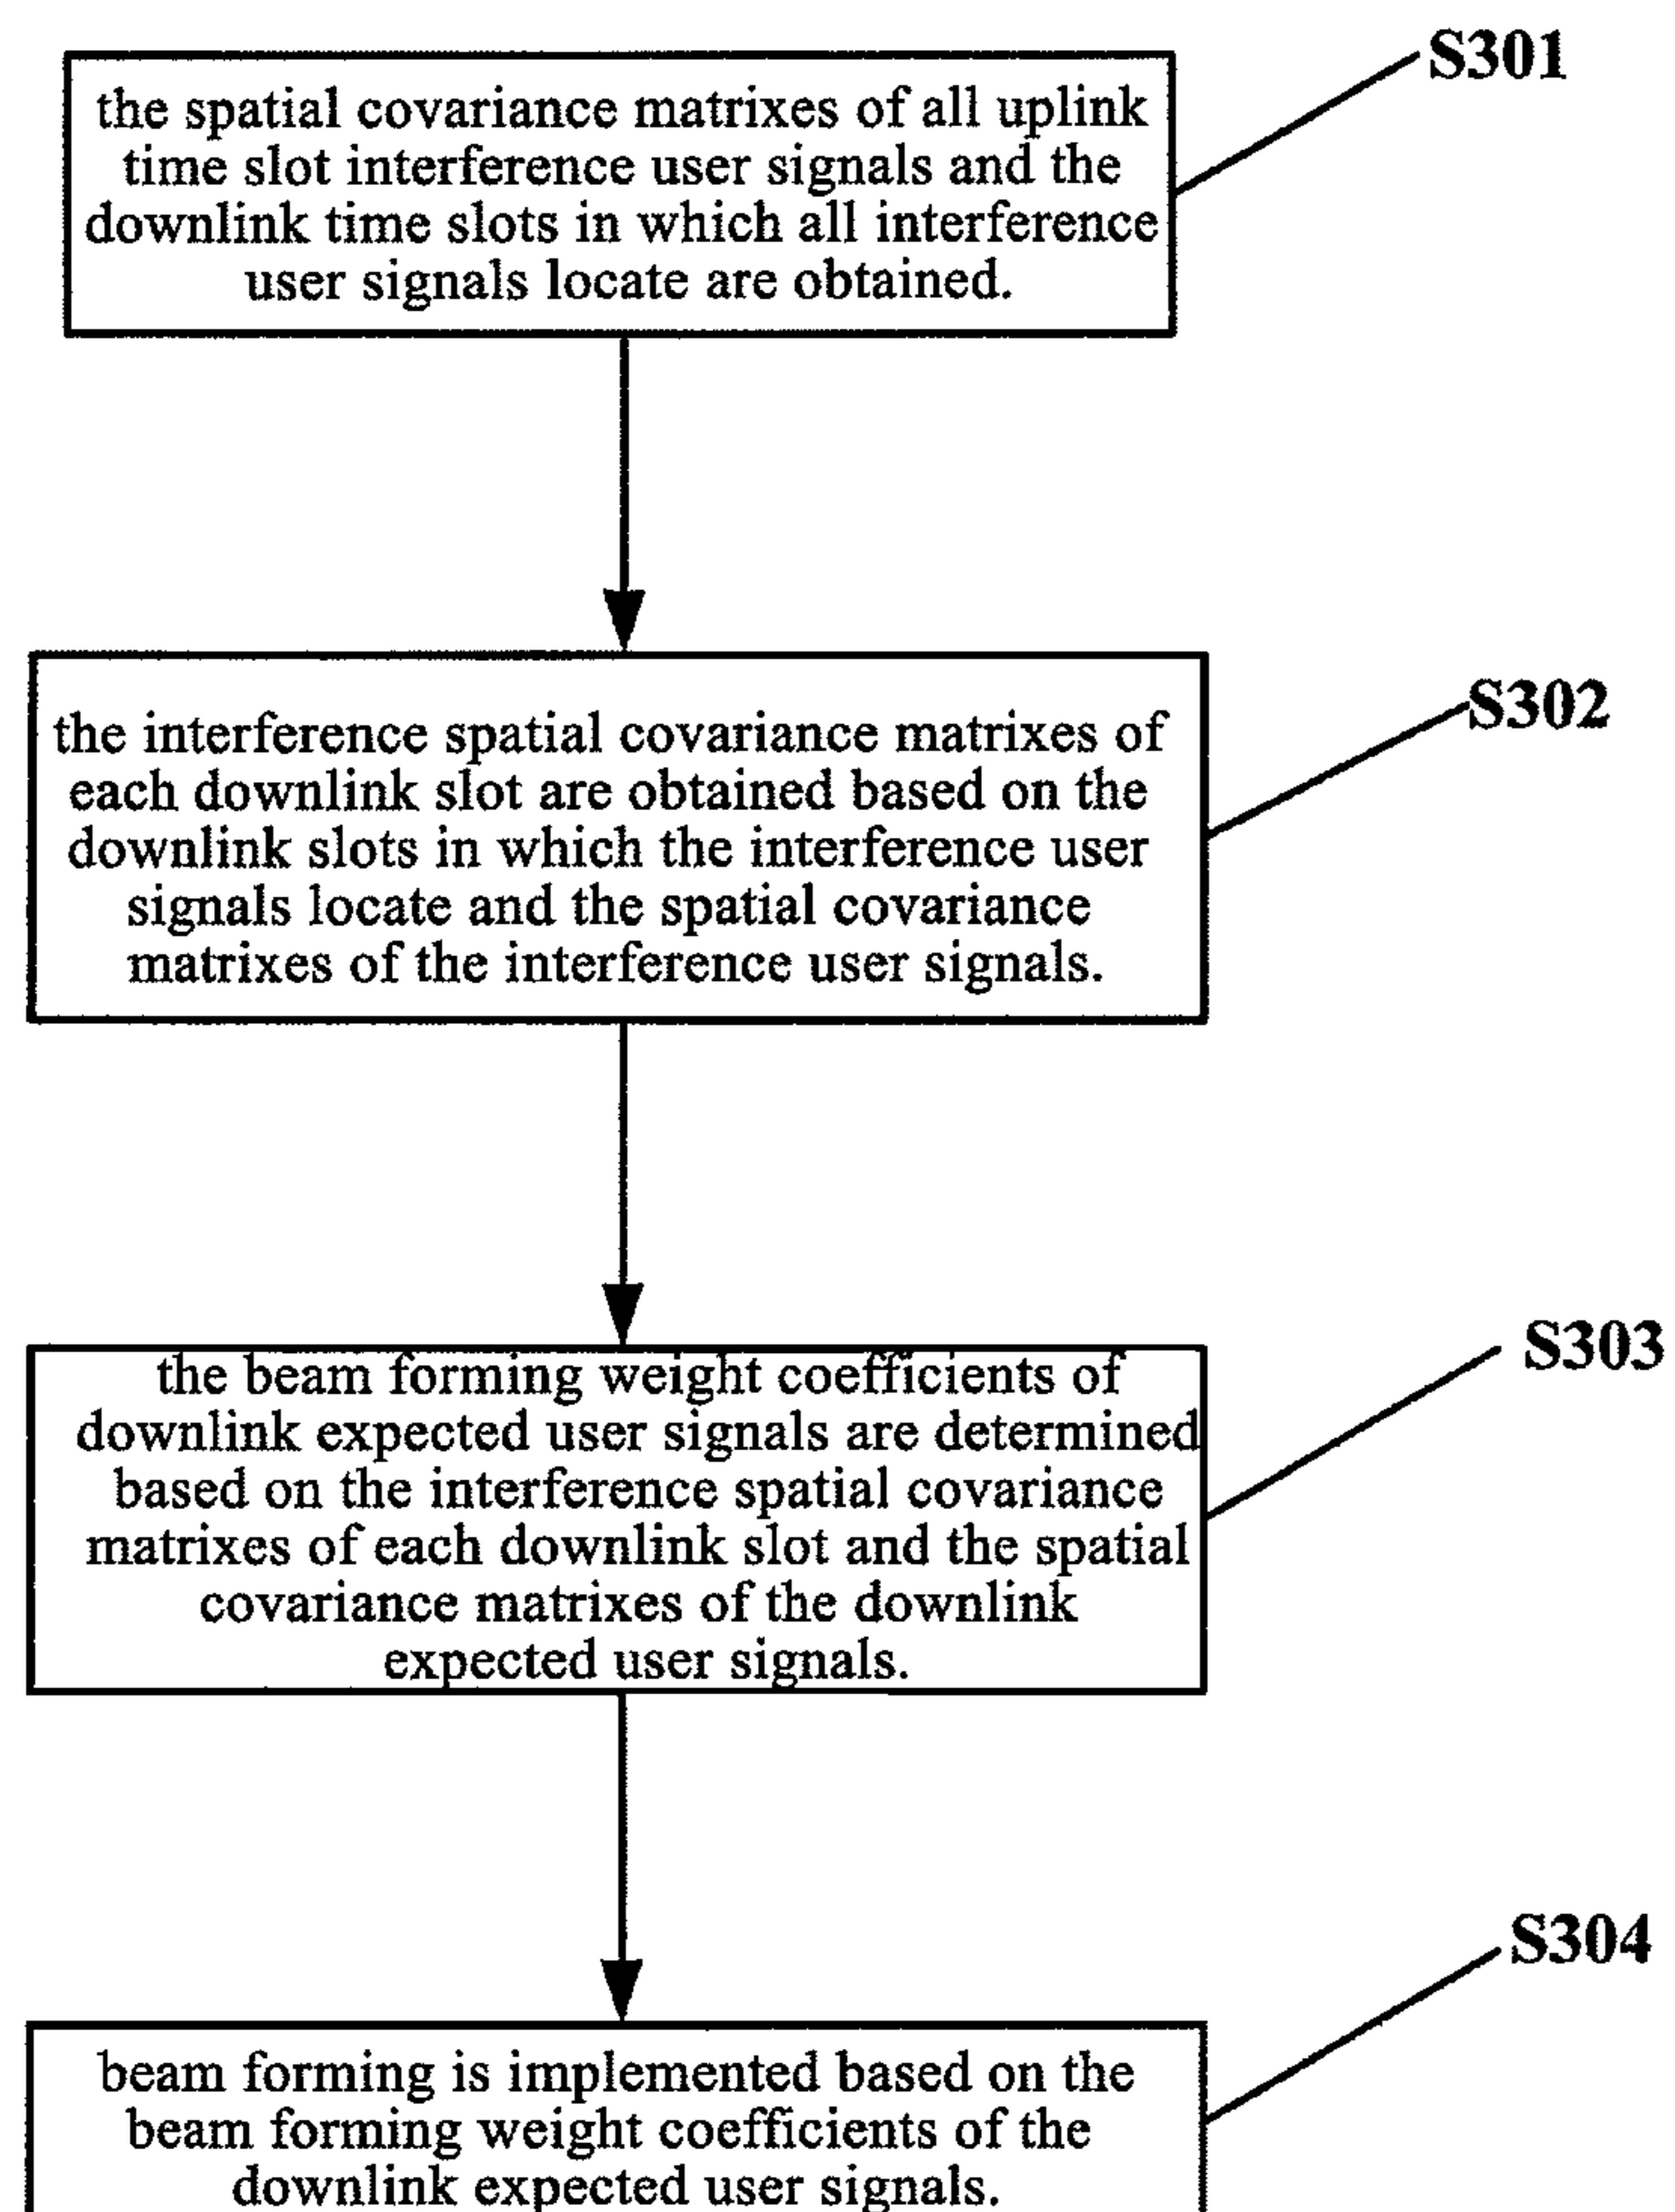 S301
the spatial covariance matrixes of all uplink
time slot interference user signals and the
downlink time slots in which all interference
user signals locate are obtained.
S302
the interference spatial covariance matrixes of
each downlink slot are obtained based on the
downlink slots in which the interference user
signals locate and the spatial covariance
matrixes of the interference user signals.
S303
the beam forming weight coefficients of
downlink expected user signals are determined
based on the interference spatial covariance
matrixes of each downlink slot and the spatial
covariance matrixes of the downlink
expected user signals.
S304
beam forming is implemented based on the
beam forming weight coefficients of the
downlink expected user signals.